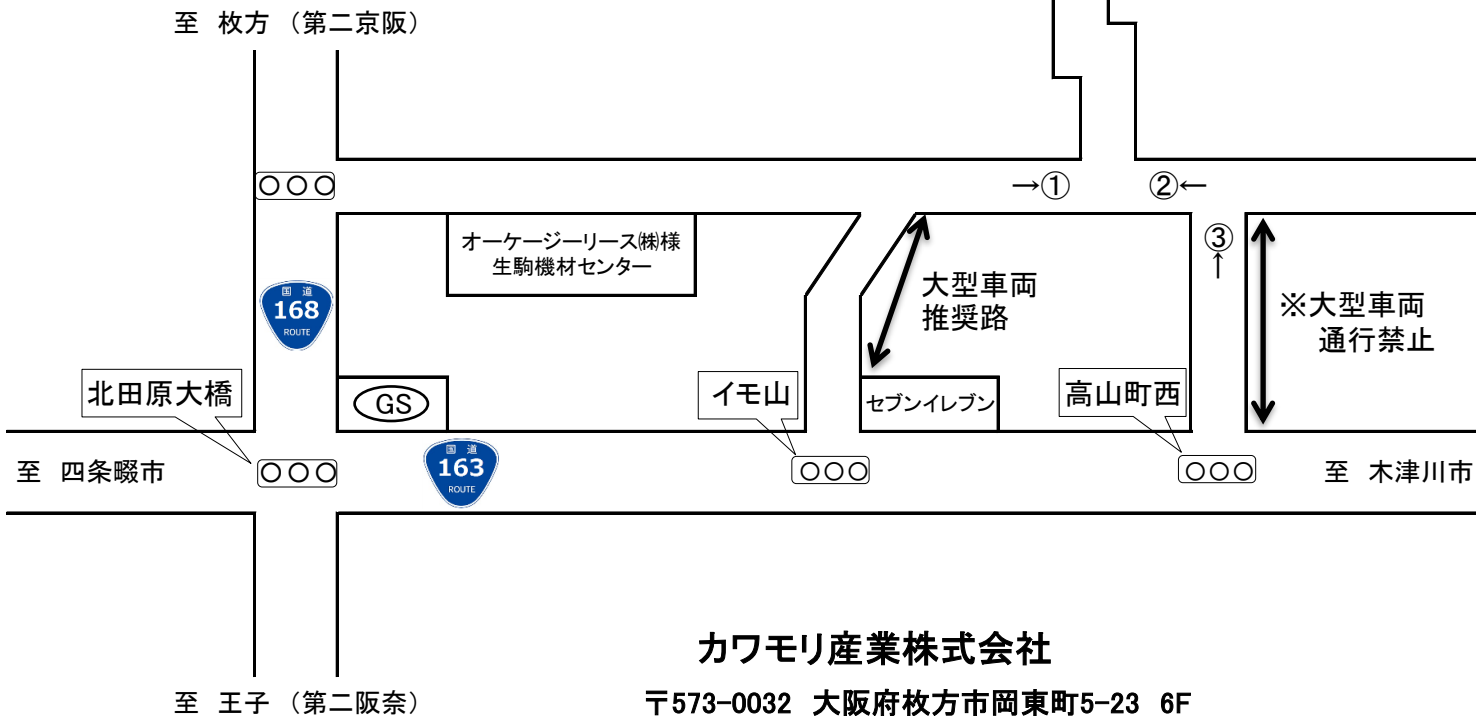 至 枚方 (第二京阪)
→① ②←
オーケージーリース㈱様
生駒機材センター
③
↑
国道
168
ROUTE
大型車両
推奨路
※大型車両
通行禁止
北田原大橋
GS
イモ山
セブンイレブン
高山町西
至 四条畷市
国道
163
ROUTE
至 木津川市
カワモリ産業株式会社
至 王子 (第二阪奈)
〒573-0032 大阪府枚方市岡東町5-23 6F